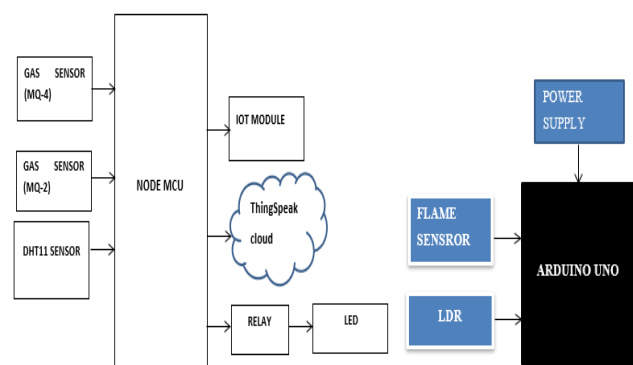 GAS SENSOR
(MQ-4)
GAS SENSOR
(MQ-2)
DHT11 SENSOR
NODE MCU
IOT MODULE
ThingSpeak
cloud
RELAY
LED
POWER
SUPPLY
FLAME
SENSROR
LDR
ARDUINO UNO